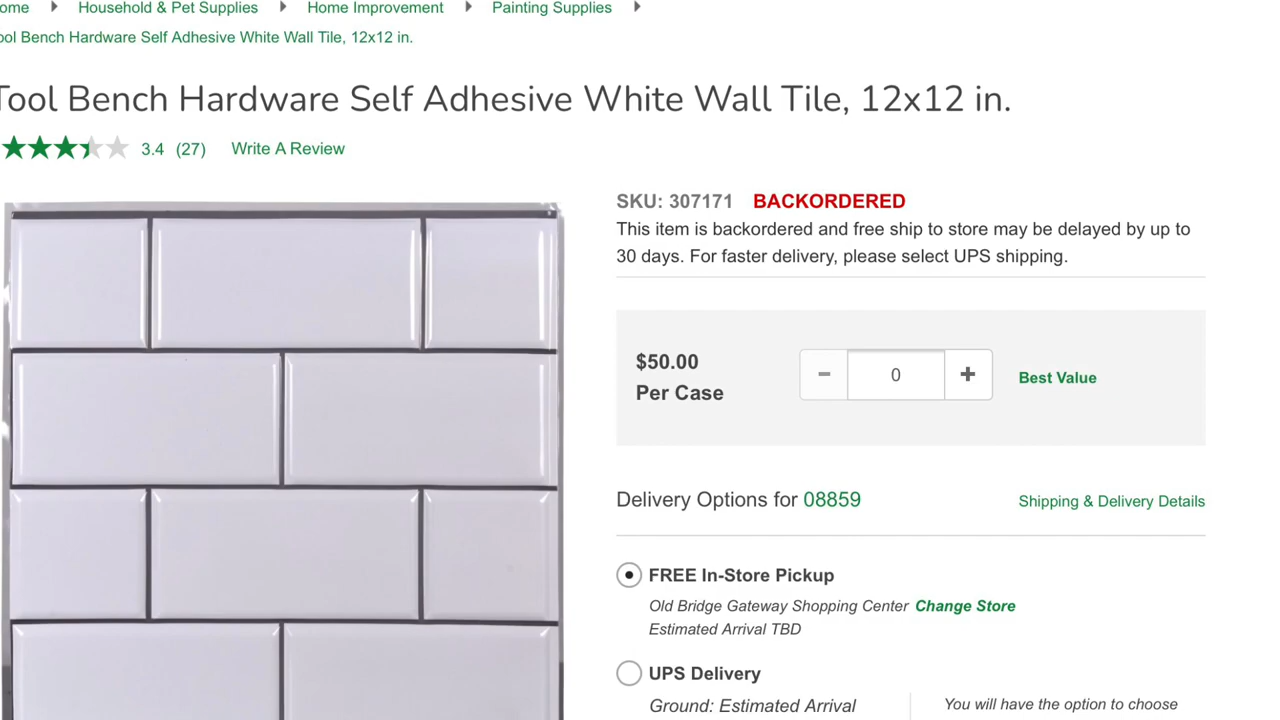 ome Household & Pet Supplies Home Improvement Painting Supplies
ool Bench Hardware Self Adhesive White Wall Tile, 12x12 in.
Tool Bench Hardware Self Adhesive White Wall Tile, 12x12 in.
3.4 (27) Write A Review
SKU: 307171 BACKORDERED
This item is backordered and free ship to store may be delayed by up to
30 days. For faster delivery, please select UPS shipping.
$50.00
Per Case
− 0 +
Best Value
Delivery Options for 08859
Shipping & Delivery Details
FREE In-Store Pickup
Old Bridge Gateway Shopping Center Change Store
Estimated Arrival TBD
UPS Delivery
Ground: Estimated Arrival
You will have the option to choose